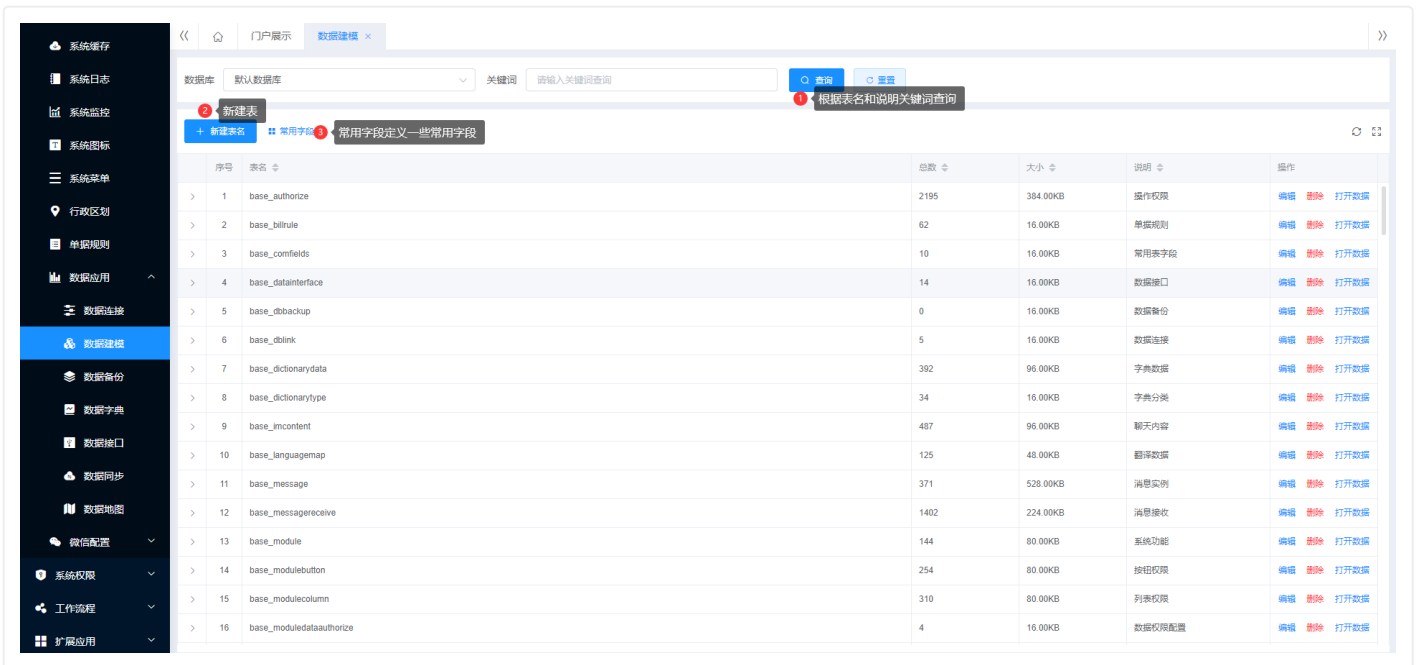 系统缓存
系统日志
系统监控
系统图标
系统菜单
行政区划
单据规则
数据应用
数据连接
数据建模
数据备份
数据字典
数据接口
数据同步
数据地图
微信配置
系统权限
工作流程
扩展应用
门户展示 数据建模 ×
数据库 默认数据库 关键词 请输入关键词查询 查询 重置
1 根据表名和说明关键词查询
2 新建表
+ 新建表名 常用字段 3 常用字段定义一些常用字段
序号 表名 总数 大小 说明 操作
1 base_authorize 2195 384.00KB 操作权限 编辑 删除 打开数据
2 base_billrule 62 16.00KB 单据规则 编辑 删除 打开数据
3 base_comfields 10 16.00KB 常用表字段 编辑 删除 打开数据
4 base_datainterface 14 16.00KB 数据接口 编辑 删除 打开数据
5 base_dbbackup 0 16.00KB 数据备份 编辑 删除 打开数据
6 base_dblink 5 16.00KB 数据连接 编辑 删除 打开数据
7 base_dictionarydata 392 96.00KB 字典数据 编辑 删除 打开数据
8 base_dictionarytype 34 16.00KB 字典分类 编辑 删除 打开数据
9 base_imcontent 487 96.00KB 聊天内容 编辑 删除 打开数据
10 base_languagemap 125 48.00KB 翻译数据 编辑 删除 打开数据
11 base_message 371 528.00KB 消息实例 编辑 删除 打开数据
12 base_messagereceive 1402 224.00KB 消息接收 编辑 删除 打开数据
13 base_module 144 80.00KB 系统功能 编辑 删除 打开数据
14 base_modulebutton 254 80.00KB 按钮权限 编辑 删除 打开数据
15 base_modulecolumn 310 80.00KB 列表权限 编辑 删除 打开数据
16 base_moduledataauthorize 4 16.00KB 数据权限配置 编辑 删除 打开数据